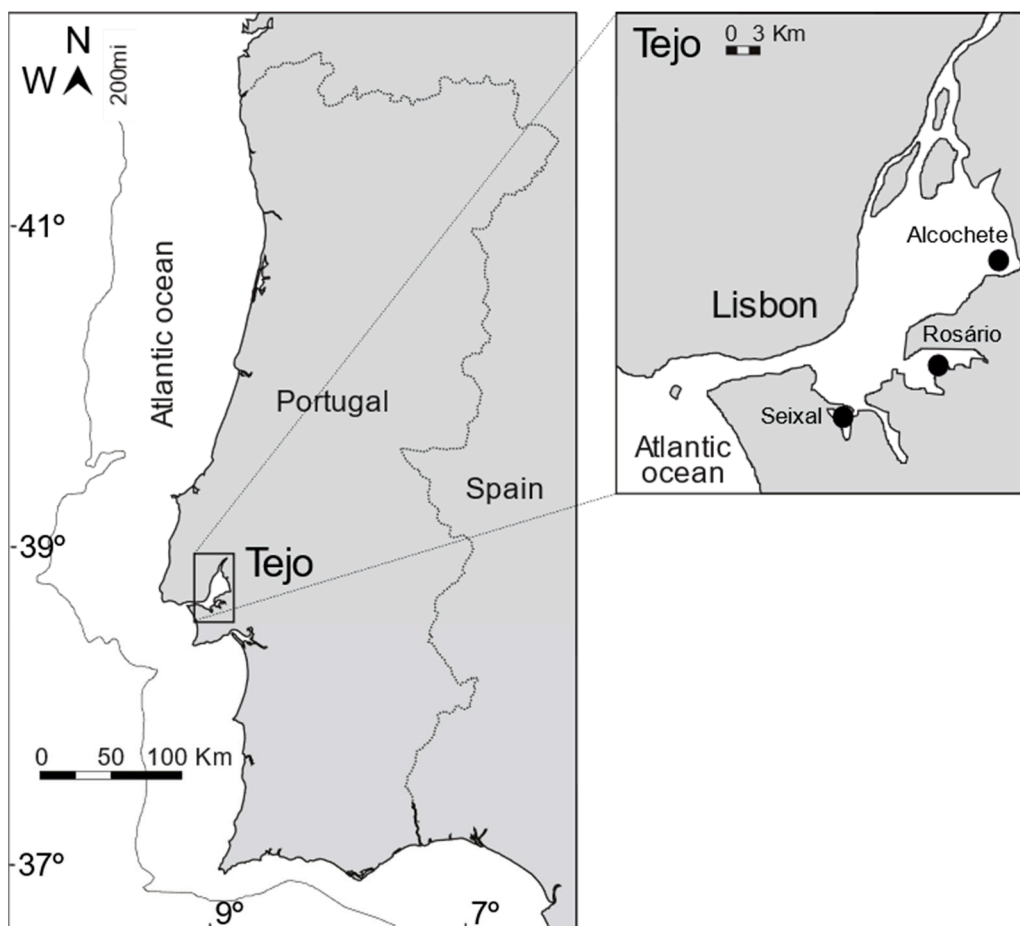 N
W
200mi
41º
Atlantic ocean
Portugal
Spain
39º
Tejo
0 50 100 Km
37º
9º
7º
Tejo
0 3 Km
Alcochete
Lisbon
Rosário
Seixal
Atlantic
ocean